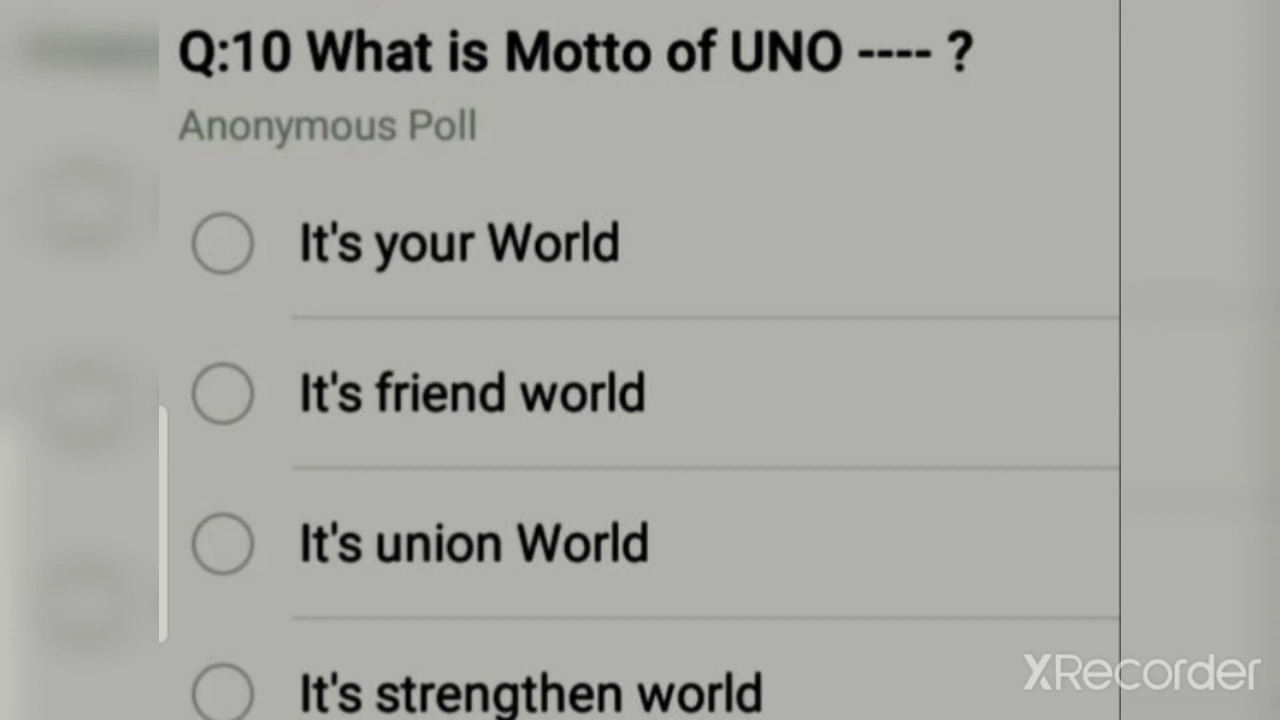 Q:10 What is Motto of UNO ---- ?
Anonymous Poll
It's your World
It's friend world
It's union World
It's strengthen world
XRecorder